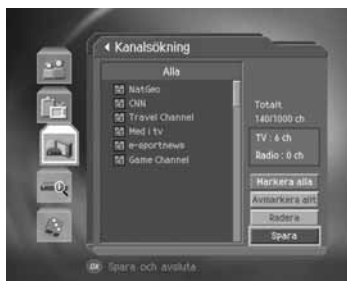 Kanalsökning
Alla
NatGeo
CNN
Travel Channel
Med i tv
e-sportnews
Game Channel
Totalt
140/1000 ch
TV : 6 ch
Radio : 0 ch
Markera alla
Avmarkera allt
Radera
Spara
OK Spara och avsluta